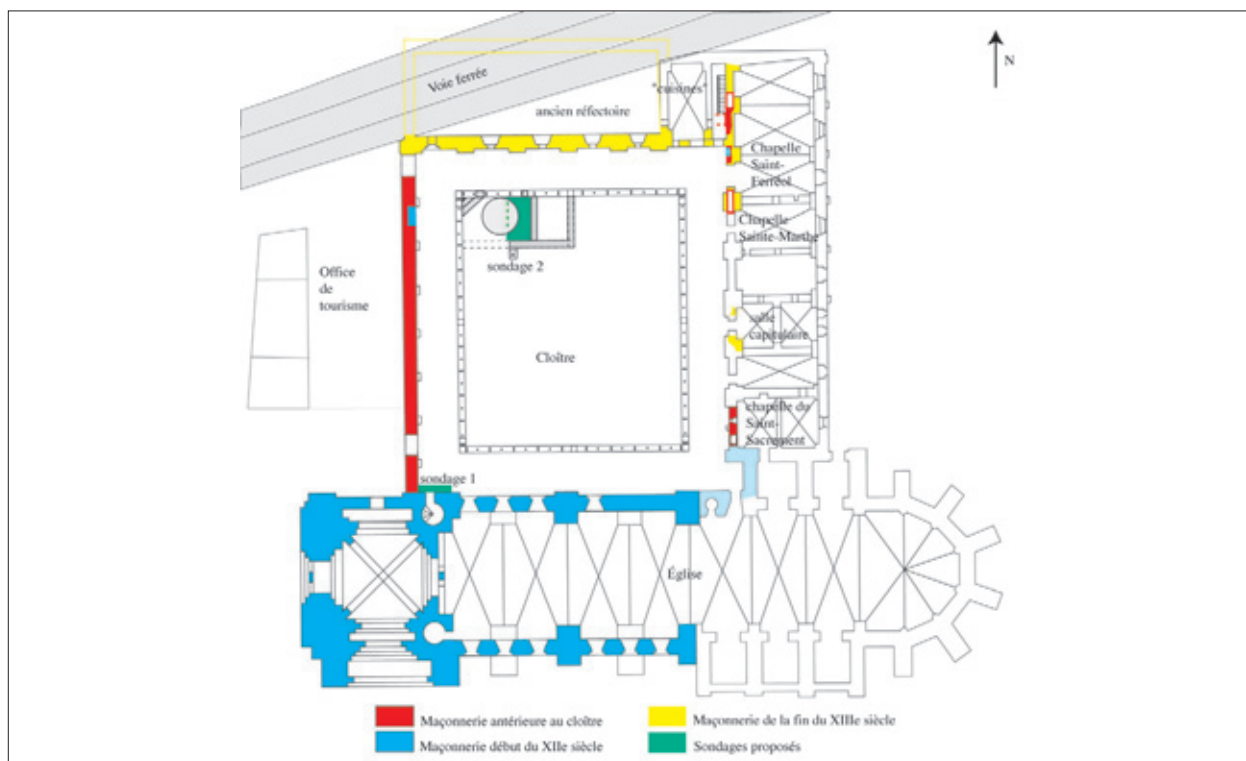 N
Voie ferrée
"cuisines"
ancien réfectoire
Chapelle
Saint-
Ferréol
Chapelle
Sainte-Marthe
sondage 2
Office
de
tourisme
salle
capitulaire
Cloître
chapelle du
Saint-
Sacrement
sondage 1
Église
Maçonnerie antérieure au cloître
Maçonnerie de la fin du XIIIe siècle
Maçonnerie début du XIIe siècle
Sondages proposés